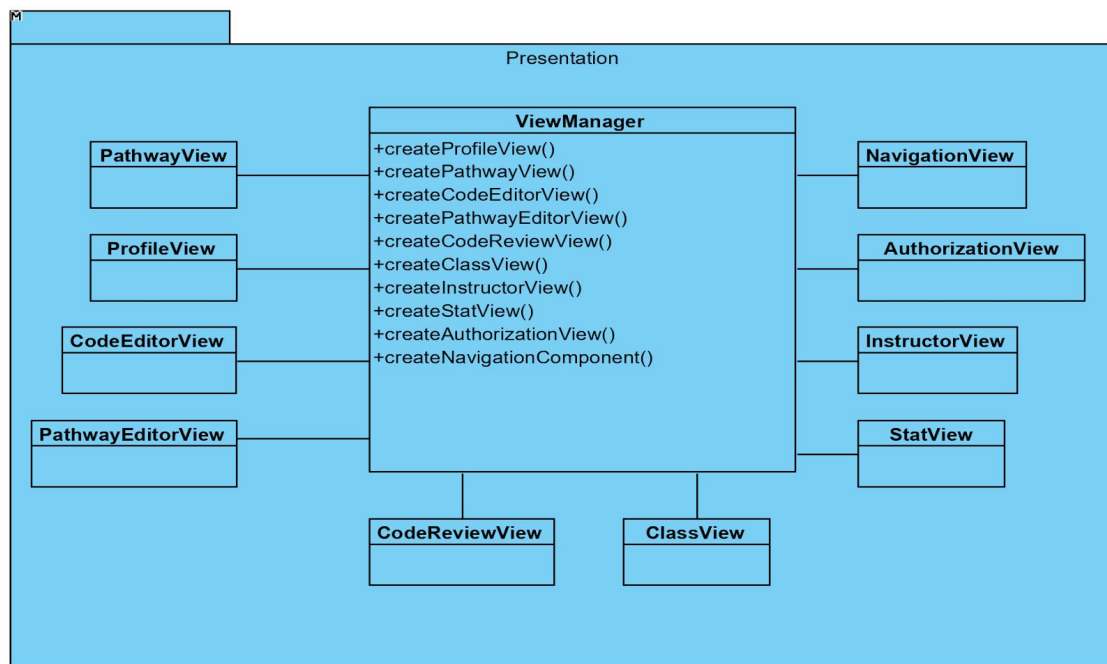 M
Presentation
ViewManager
+createProfileView()
+createPathwayView()
+createCodeEditorView()
+createPathwayEditorView()
+createCodeReviewView()
+createClassView()
+createInstructorView()
+createStatView()
+createAuthorizationView()
+createNavigationComponent()
PathwayView
ProfileView
CodeEditorView
PathwayEditorView
NavigationView
AuthorizationView
InstructorView
StatView
CodeReviewView
ClassView